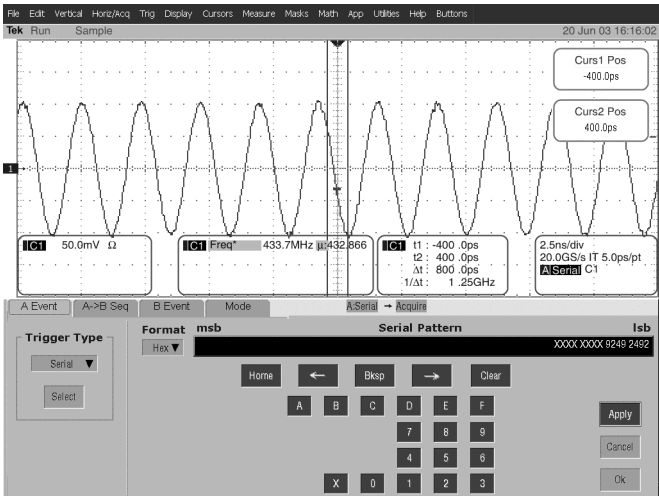 File Edit Vertical Horiz/Acq Trig Display Cursors Measure Masks Math App Utilities Help Buttons
Tek Run Sample 20 Jun 03 16:16:02
Curs1 Pos
-400.0ps
Curs2 Pos
400.0ps
1
C1 50.0mV Ω
C1 Freq* 433.7MHz µ:432.866
C1 t1 : -400 .0ps
t2 : 400 .0ps
Δt : 800 .0ps
1/Δt : 1 .25GHz
2.5ns/div
20.0GS/s IT 5.0ps/pt
A Serial C1
A Event A->B Seq B Event Mode A:Serial → Acquire
Trigger Type
Serial ▼
Select
Format msb Serial Pattern lsb
Hex ▼ XXXX XXXX 9249 2492
Home ← Bksp → Clear
A B C D E F
7 8 9
4 5 6
X 0 1 2 3
Apply
Cancel
Ok